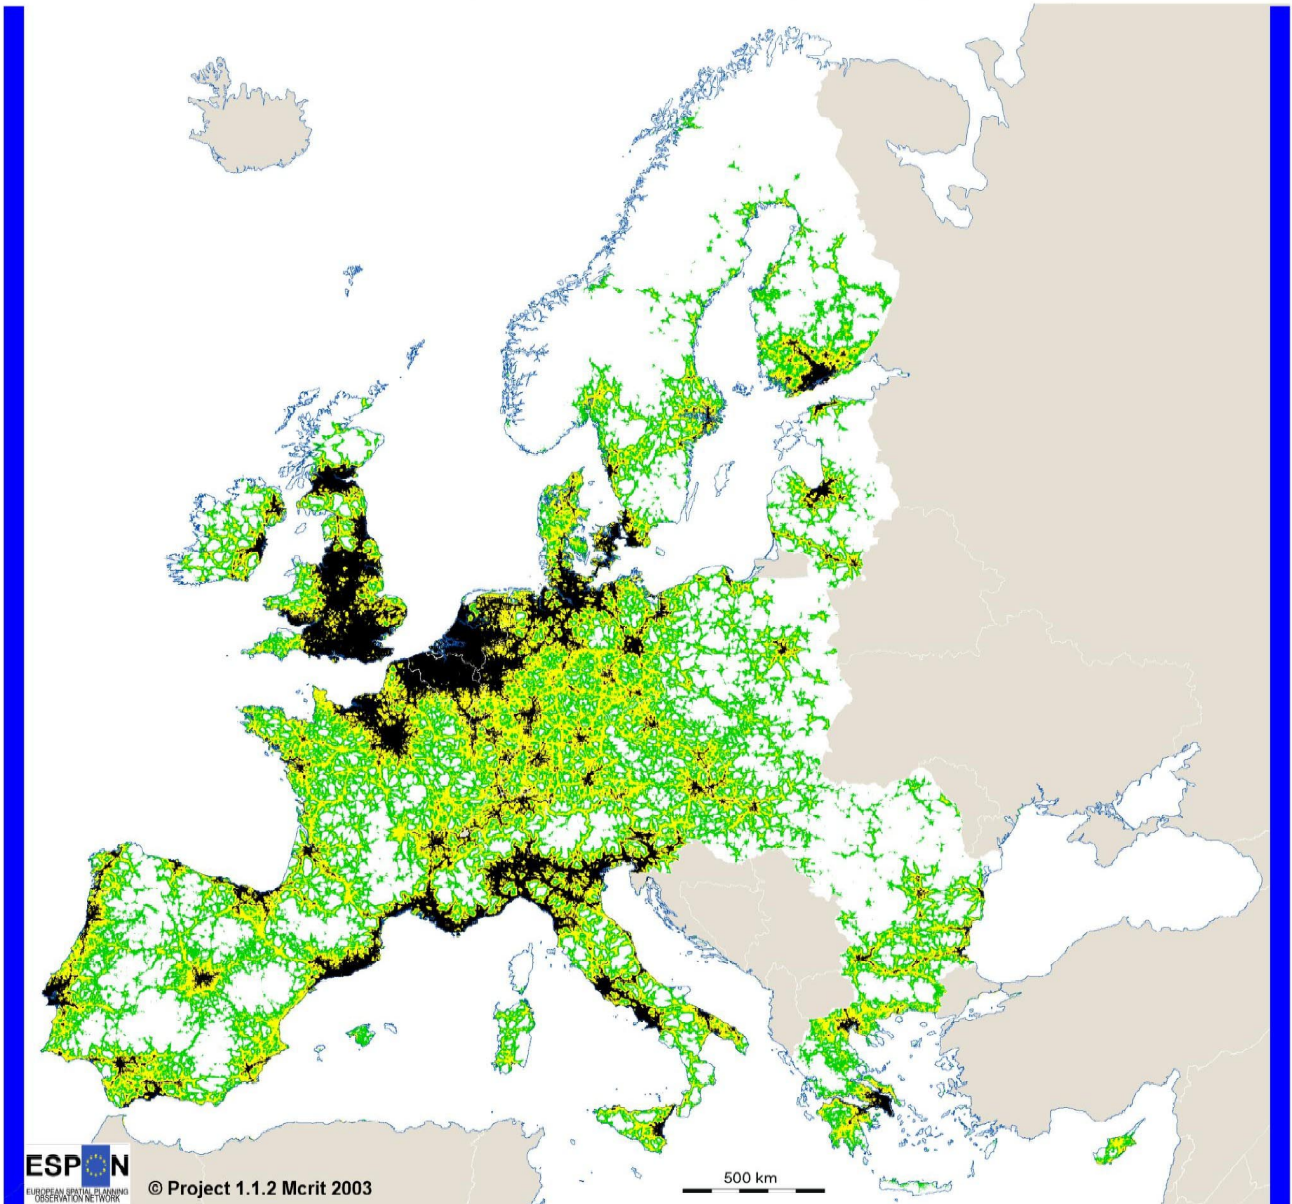 500 km
ESPON
EUROPEAN SPATIAL PLANNING
OBSERVATION NETWORK
© Project 1.1.2 Mcrit 2003